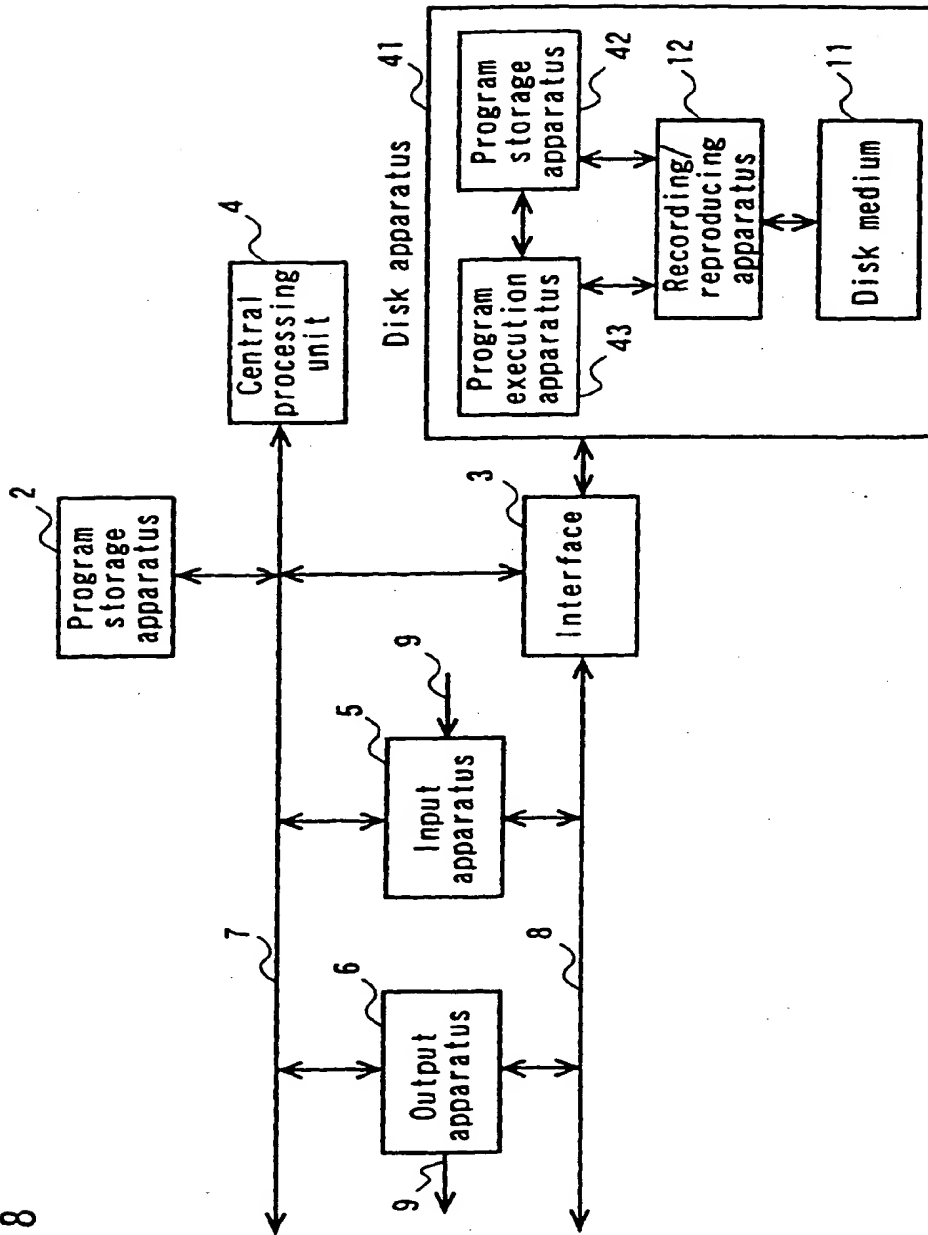 8
2
Program
storage
apparatus
4
Central
processing
unit
7
6
Output
apparatus
9
5
Input
apparatus
9
3
Interface
8
Disk apparatus
41
Program
execution
apparatus
43
Program
storage
apparatus
42
Recording/
reproducing
apparatus
12
Disk medium
11